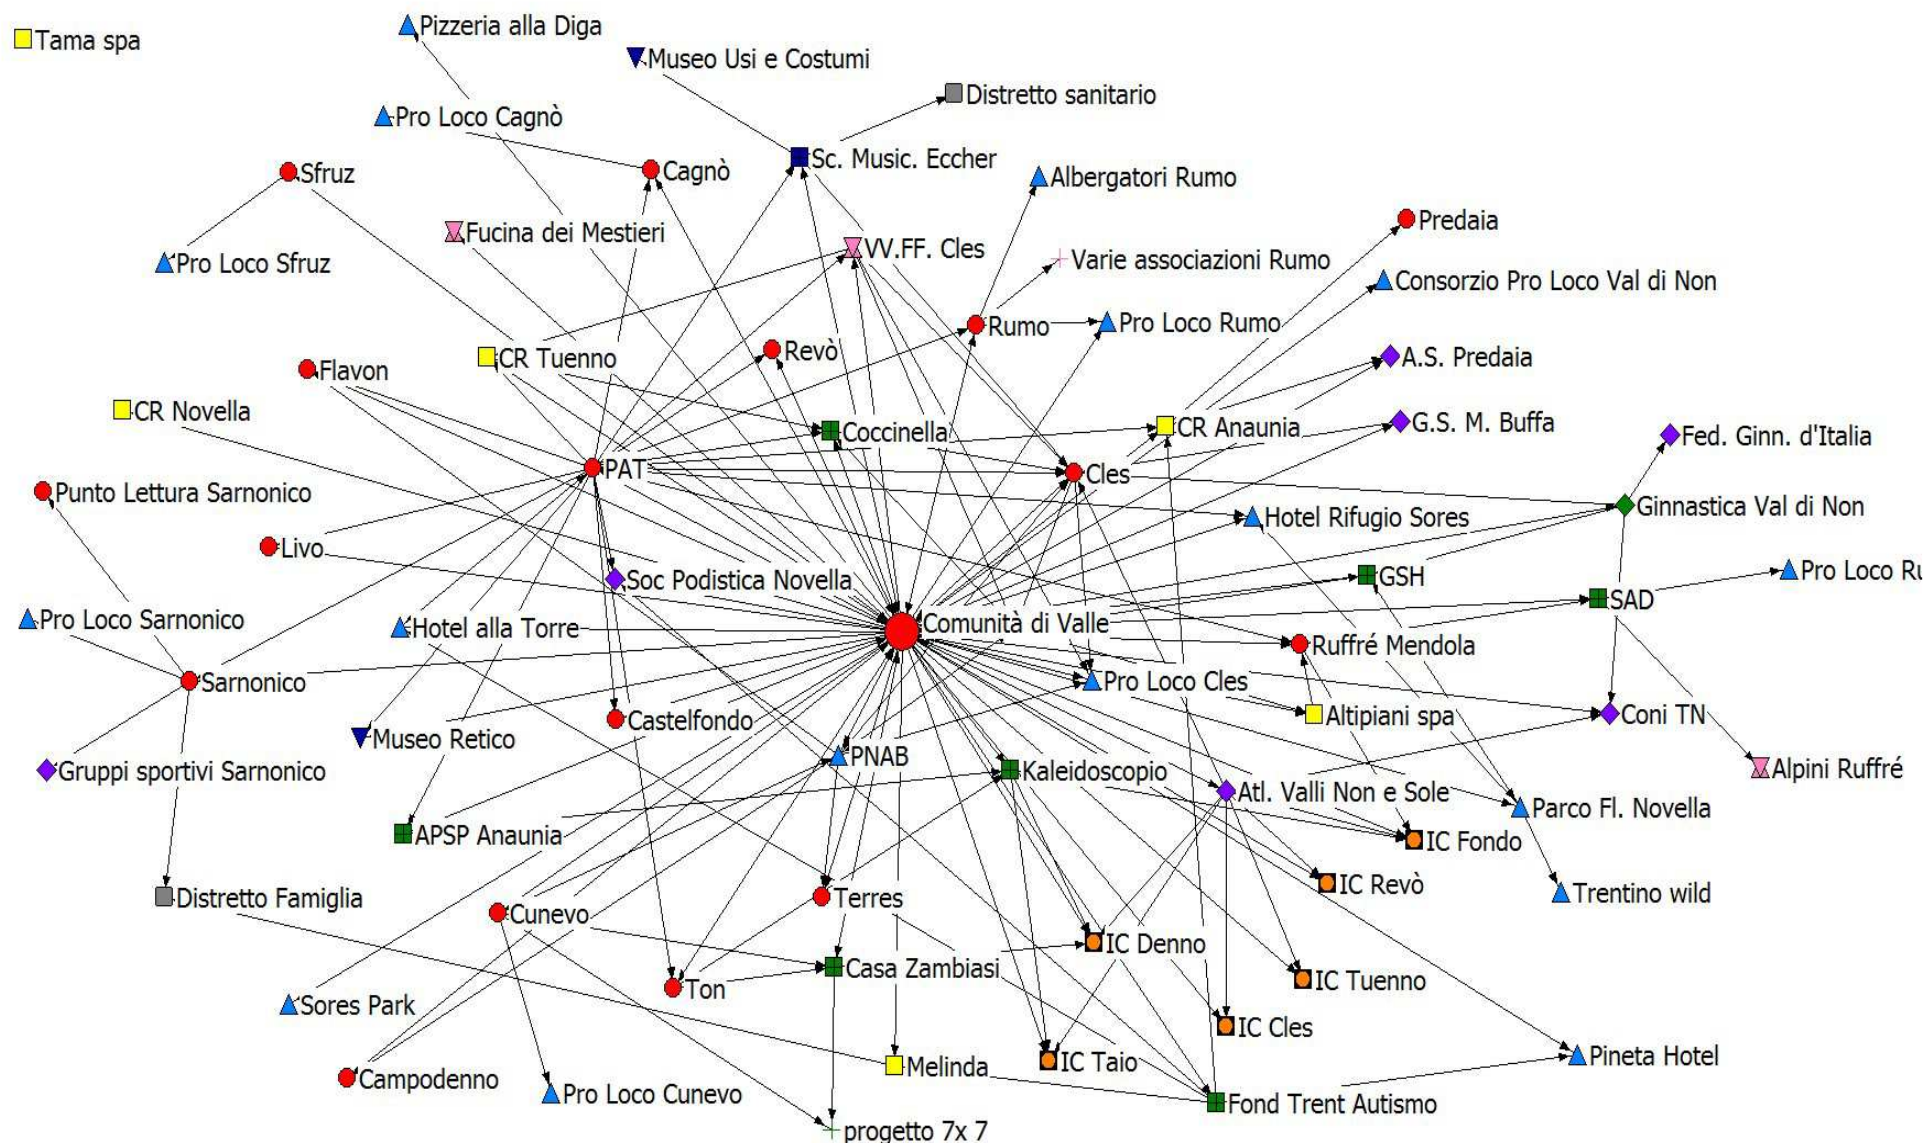 Pizzeria alla Diga
Tama spa
Museo Usi e Costumi
Distretto sanitario
Pro Loco Cagnò
Sc. Music. Eccher
Cagnò
Sfruz
Albergatori Rumo
Predaia
Fucina dei Mestieri
VV.FF. Cles
Varie associazioni Rumo
Pro Loco Sfruz
Consorzio Pro Loco Val di Non
Rumo
Pro Loco Rumo
Revò
CR Tuenno
A.S. Predaia
Flavon
CR Novella
G.S. M. Buffa
CR Anaunia
Coccinella
Fed. Ginn. d'Italia
PAT
Cles
Punto Lettura Sarnonico
Ginnastica Val di Non
Hotel Rifugio Sores
Livo
Pro Loco Ru
GSH
Soc Podistica Novella
SAD
Pro Loco Sarnonico
Comunità di Valle
Hotel alla Torre
Ruffré Mendola
Sarnonico
Pro Loco Cles
Altipiani spa
Coni TN
Castelfondo
Museo Retico
PNAB
Alpini Ruffré
Gruppi sportivi Sarnonico
Kaleidoscopio
Atl. Valli Non e Sole
Parco Fl. Novella
APSP Anaunia
IC Fondo
IC Revò
Trentino wild
Distretto Famiglia
Terres
Cunevo
IC Denno
Casa Zambiasi
IC Tuenno
Ton
Sores Park
IC Cles
Pineta Hotel
IC Taio
Melinda
Campodenno
Pro Loco Cunevo
Fond Trent Autismo
progetto 7x 7